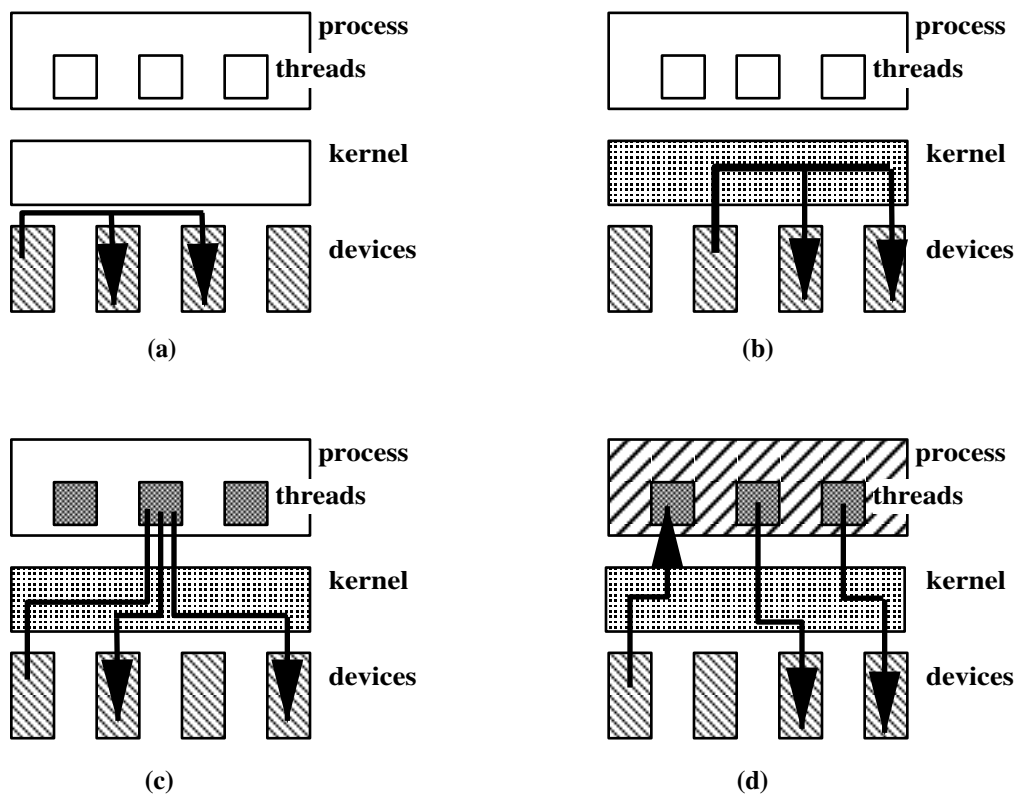 process
threads
kernel
devices
(a)
process
threads
kernel
devices
(b)
process
threads
kernel
devices
(c)
process
threads
kernel
devices
(d)